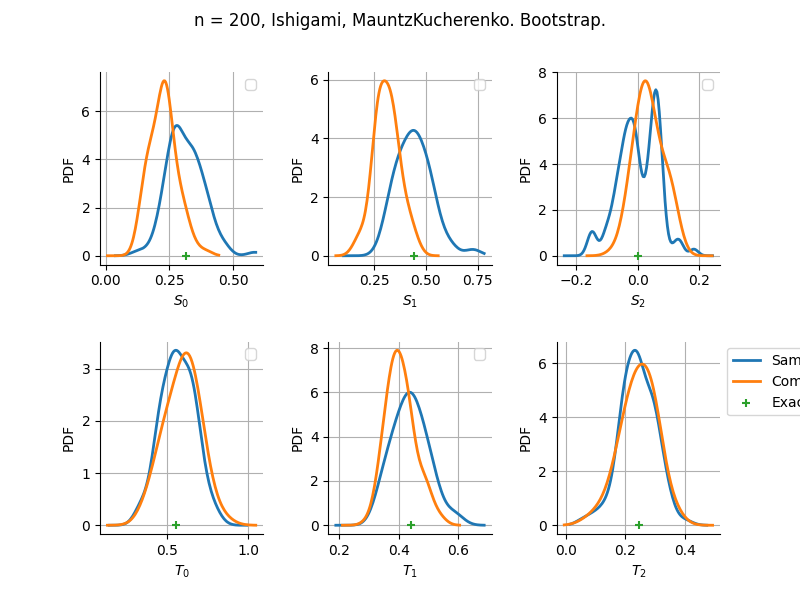 n = 200, Ishigami, MauntzKucherenko. Bootstrap.
PDF
6
4
2
0
0.00 0.25 0.50
S0
PDF
6
4
2
0
0.25 0.50 0.75
S1
PDF
8
6
4
2
0
−0.2 0.0 0.2
S2
PDF
3
2
1
0
0.5 1.0
T0
PDF
8
6
4
2
0
0.2 0.4 0.6
T1
PDF
6
4
2
0
0.0 0.2 0.4
T2
Sam
Com
Exac